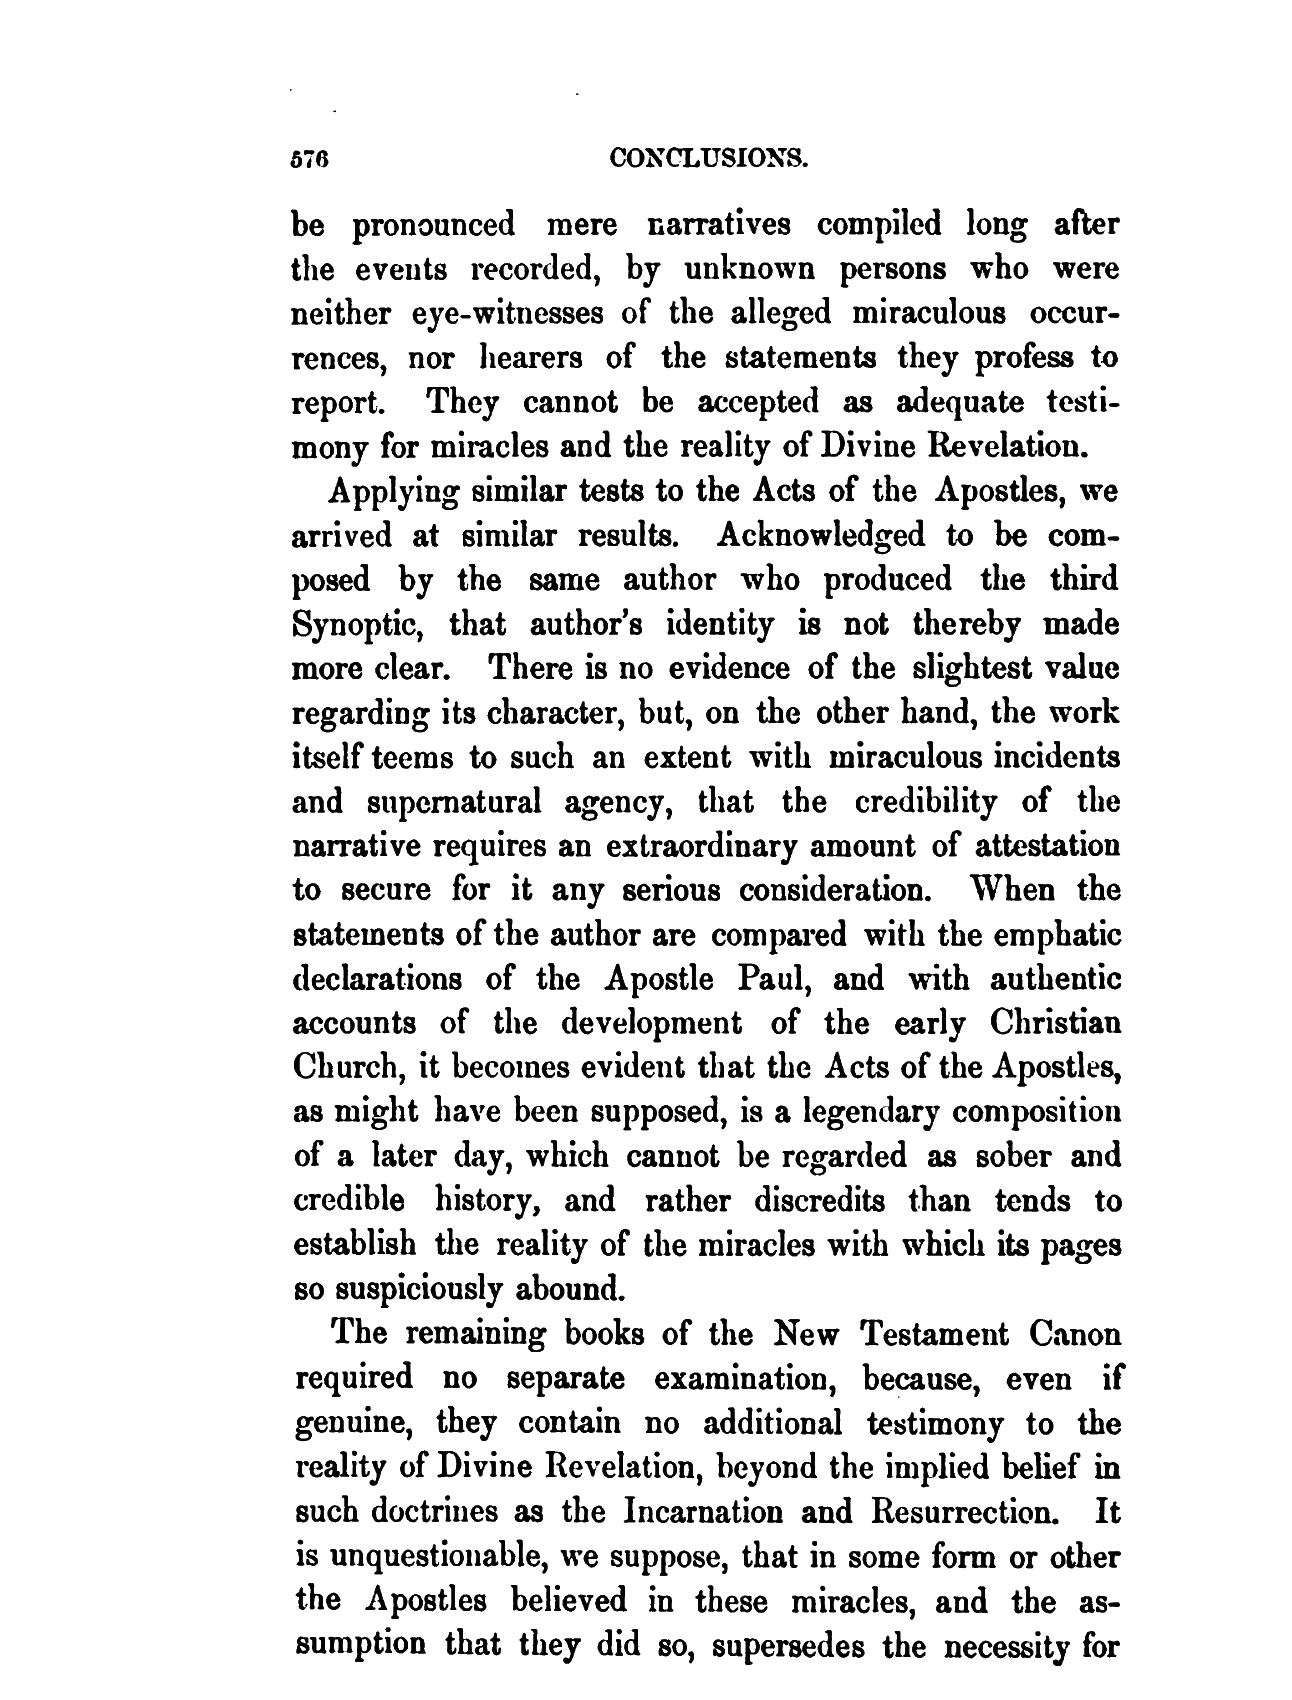 576 CONCLUSIONS.
be pronounced mere narratives compiled long after
the events recorded, by unknown persons who were
neither eye-witnesses of the alleged miraculous occur-
rences, nor hearers of the statements they profess to
report. They cannot be accepted as adequate testi-
mony for miracles and the reality of Divine Revelation.
Applying similar tests to the Acts of the Apostles, we
arrived at similar results. Acknowledged to be com-
posed by the same author who produced the third
Synoptic, that author's identity is not thereby made
more clear. There is no evidence of the slightest value
regarding its character, but, on the other hand, the work
itself teems to such an extent with miraculous incidents
and supernatural agency, that the credibility of the
narrative requires an extraordinary amount of attestation
to secure for it any serious consideration. When the
statements of the author are compared with the emphatic
declarations of the Apostle Paul, and with authentic
accounts of the development of the early Christian
Church, it becomes evident that the Acts of the Apostles,
as might have been supposed, is a legendary composition
of a later day, which cannot be regarded as sober and
credible history, and rather discredits than tends to
establish the reality of the miracles with which its pages
so suspiciously abound.
The remaining books of the New Testament Canon
required no separate examination, because, even if
genuine, they contain no additional testimony to the
reality of Divine Revelation, beyond the implied belief in
such doctrines as the Incarnation and Resurrection. It
is unquestionable, we suppose, that in some form or other
the Apostles believed in these miracles, and the as-
sumption that they did so, supersedes the necessity for